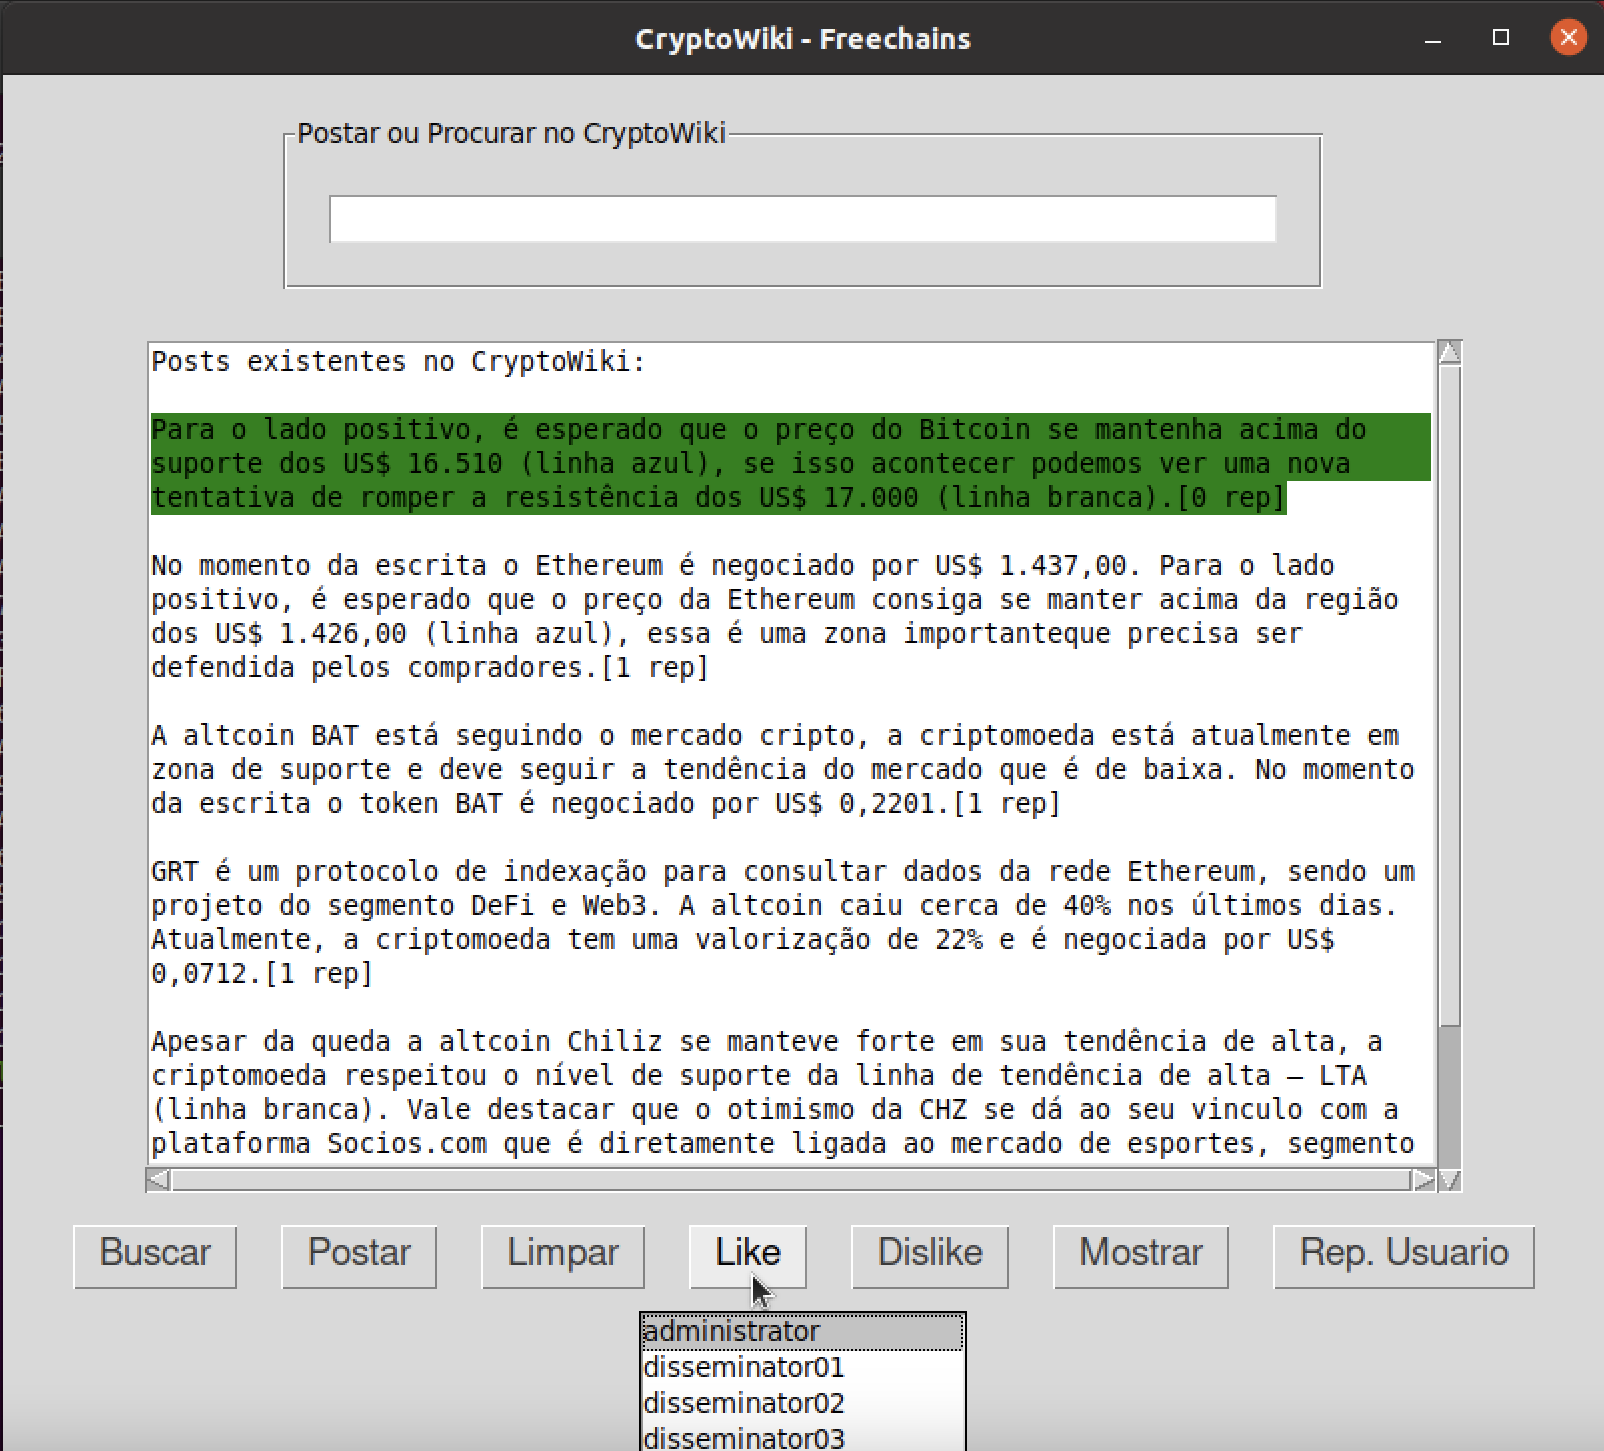 CryptoWiki - Freechains
Postar ou Procurar no CryptoWiki
Posts existentes no CryptoWiki:
Para o lado positivo, é esperado que o preço do Bitcoin se mantenha acima do
suporte dos US$ 16.510 (linha azul), se isso acontecer podemos ver uma nova
tentativa de romper a resistência dos US$ 17.000 (linha branca).[0 rep]
No momento da escrita o Ethereum é negociado por US$ 1.437,00. Para o lado
positivo, é esperado que o preço da Ethereum consiga se manter acima da região
dos US$ 1.426,00 (linha azul), essa é uma zona importanteque precisa ser
defendida pelos compradores.[1 rep]
A altcoin BAT está seguindo o mercado cripto, a criptomoeda está atualmente em
zona de suporte e deve seguir a tendência do mercado que é de baixa. No momento
da escrita o token BAT é negociado por US$ 0,2201.[1 rep]
GRT é um protocolo de indexação para consultar dados da rede Ethereum, sendo um
projeto do segmento DeFi e Web3. A altcoin caiu cerca de 40% nos últimos dias.
Atualmente, a criptomoeda tem uma valorização de 22% e é negociada por US$
0,0712.[1 rep]
Apesar da queda a altcoin Chiliz se manteve forte em sua tendência de alta, a
criptomoeda respeitou o nível de suporte da linha de tendência de alta – LTA
(linha branca). Vale destacar que o otimismo da CHZ se dá ao seu vinculo com a
plataforma Socios.com que é diretamente ligada ao mercado de esportes, segmento
Buscar
Postar
Limpar
Like
Dislike
Mostrar
Rep. Usuario
administrator
disseminator01
disseminator02
disseminator03